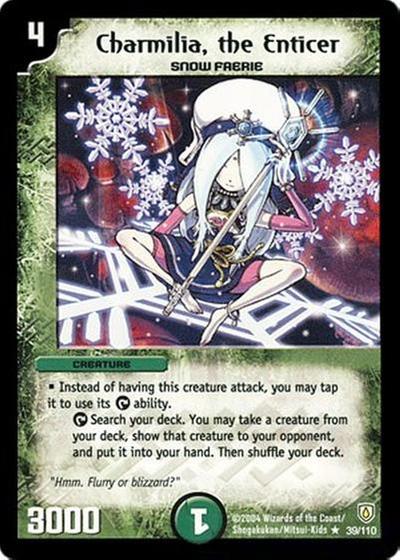 4
Charmilia, the Enticer
SNOW FAERIE
CREATURE
▪ Instead of having this creature attack, you may tap
it to use its ability.
Search your deck. You may take a creature from
your deck, show that creature to your opponent,
and put it into your hand. Then shuffle your deck.
"Hmm. Flurry or blizzard?"
3000
1
©2004 Wizards of the Coast/
Shogakukan/Mitsui-Kids ★ 39/110